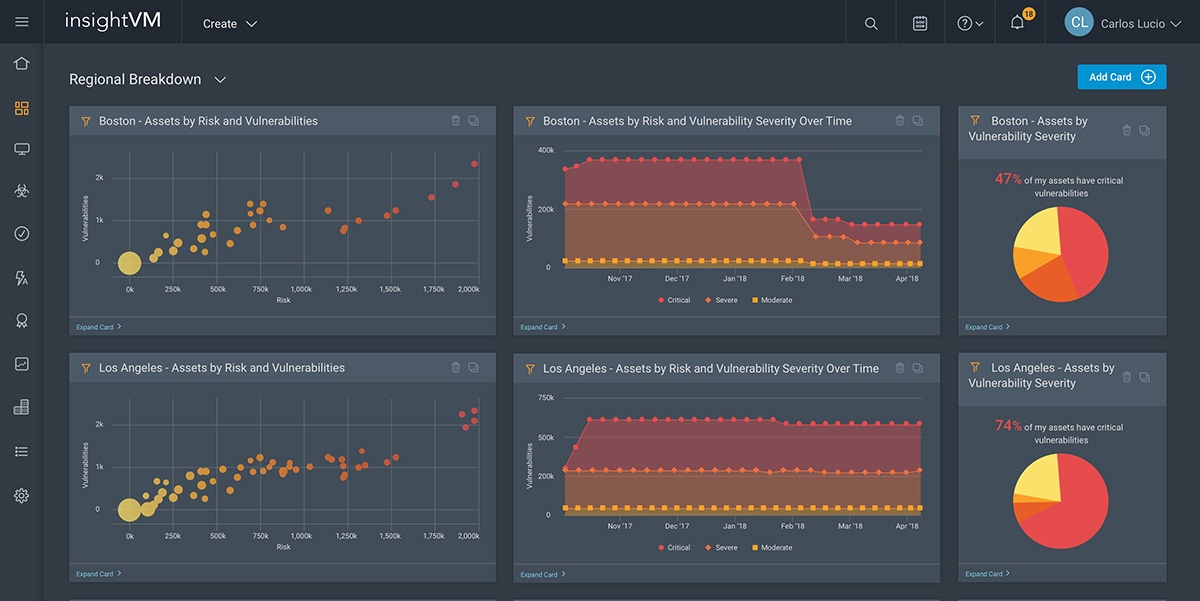 insightVM
Create
18
CL
Carlos Lucio
Regional Breakdown
Add Card
Boston - Assets by Risk and Vulnerabilities
2k
1k
0
Vulnerabilities
0k 250k 500k 750k 1,000k 1,250k 1,500k 1,750k 2,000k
Risk
Expand Card
Boston - Assets by Risk and Vulnerability Severity Over Time
400k
200k
0
Vulnerabilities
Nov '17 Dec '17 Jan '18 Feb '18 Mar '18 Apr '18
Critical Severe Moderate
Expand Card
Boston - Assets by
Vulnerability Severity
47% of my assets have critical
vulnerabilities
Expand Card
Los Angeles - Assets by Risk and Vulnerabilities
2k
1k
0
Vulnerabilities
0k 250k 500k 750k 1,000k 1,250k 1,500k 1,750k 2,000k
Risk
Expand Card
Los Angeles - Assets by Risk and Vulnerability Severity Over Time
750k
500k
200k
0
Vulnerabilities
Nov '17 Dec '17 Jan '18 Feb '18 Mar '18 Apr '18
Critical Severe Moderate
Expand Card
Los Angeles - Assets by
Vulnerability Severity
74% of my assets have critical
vulnerabilities
Expand Card